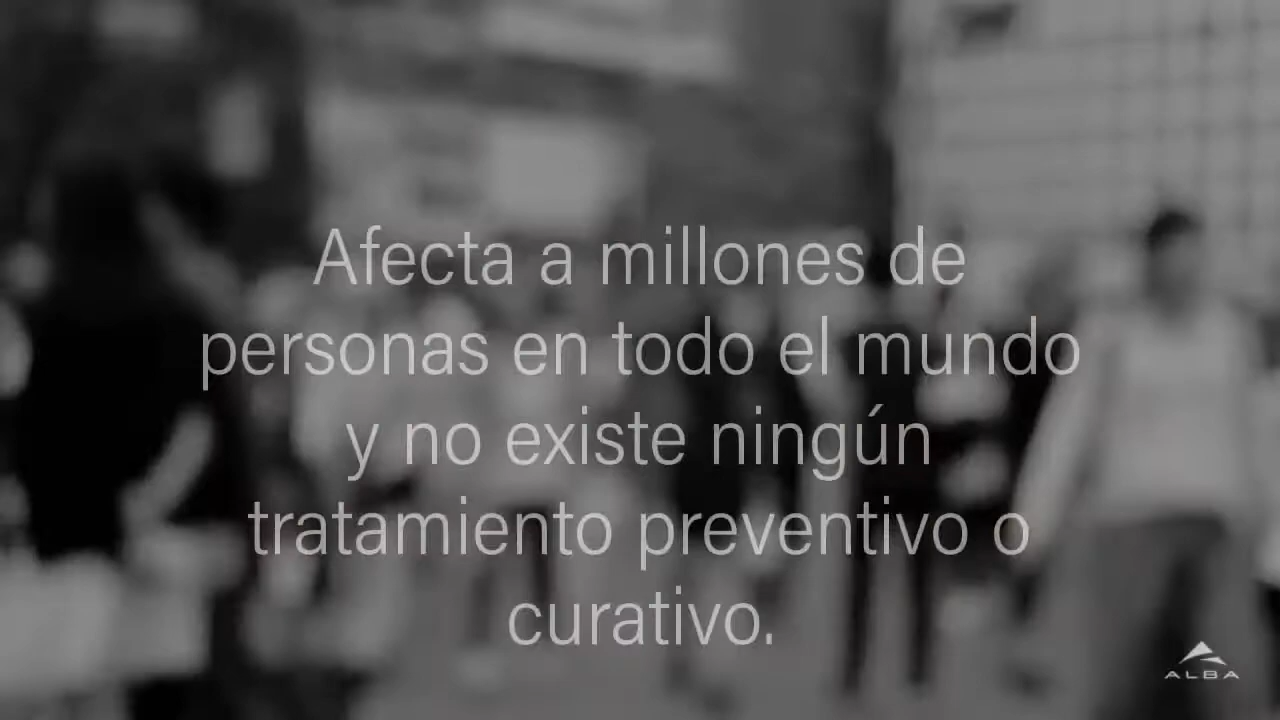 Afecta a millones de
personas en todo el mundo
y no existe ningún
tratamiento preventivo o
curativo.
ALBA